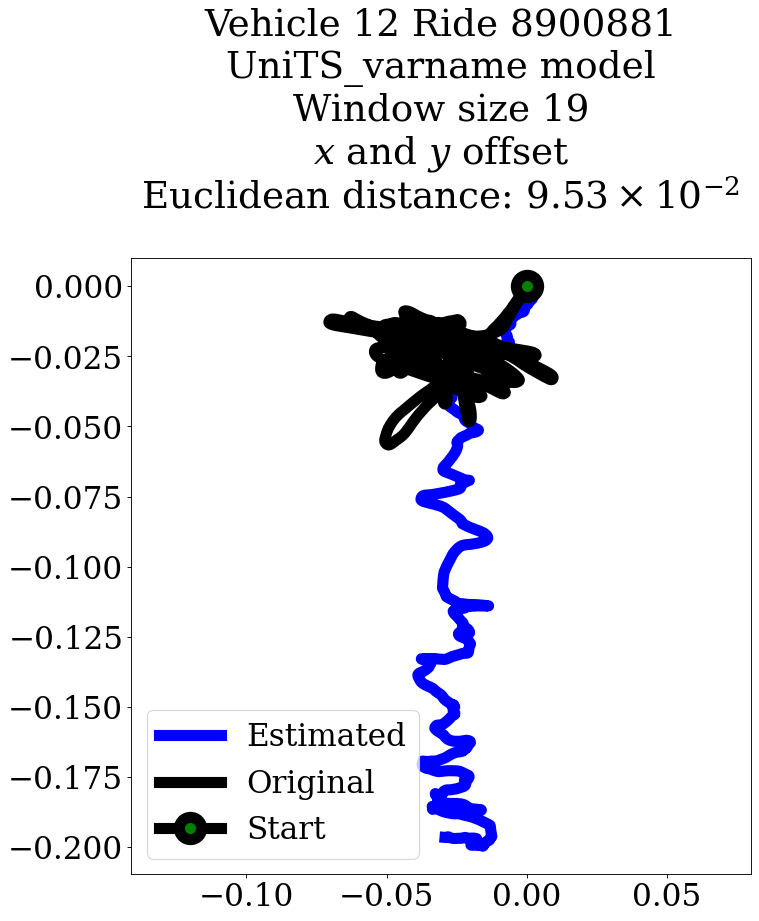 Vehicle 12 Ride 8900881
UniTS_varname model
Window size 19
x and y offset
Euclidean distance: 9.53 × 10⁻²
0.000
−0.025
−0.050
−0.075
−0.100
−0.125
−0.150
−0.175
−0.200
Estimated
Original
Start
−0.10 −0.05 0.00 0.05